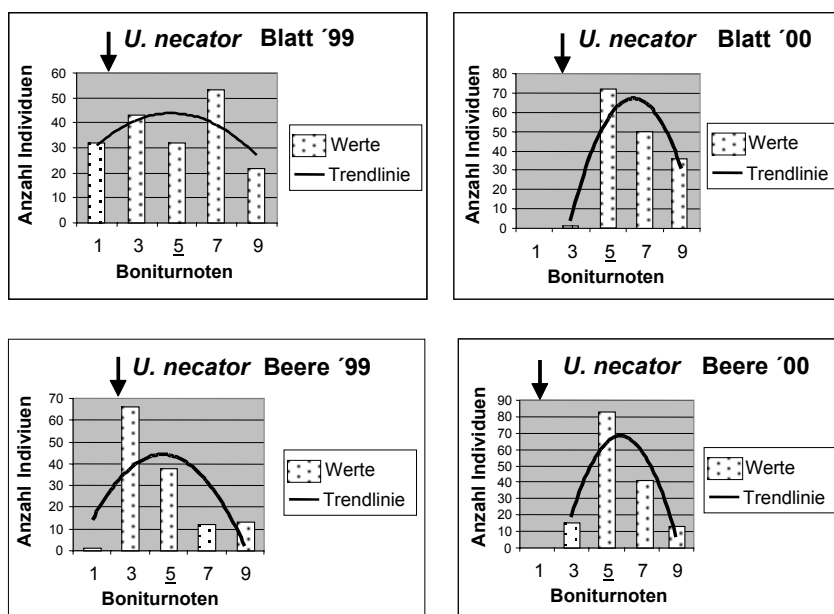 U. necator Blatt ´99
Anzahl Individuen
60
50
40
30
20
10
0
1 3 5 7 9
Boniturnoten
Werte
Trendlinie
U. necator Blatt ´00
Anzahl Individuen
80
70
60
50
40
30
20
10
0
1 3 5 7 9
Boniturnoten
Werte
Trendlinie
U. necator Beere ´99
Anzahl Indiviuen
70
60
50
40
30
20
10
0
1 3 5 7 9
Boniturnoten
Werte
Trendlinie
U. necator Beere ´00
Anzahl Individuen
90
80
70
60
50
40
30
20
10
0
1 3 5 7 9
Boniturnoten
Werte
Trendlinie